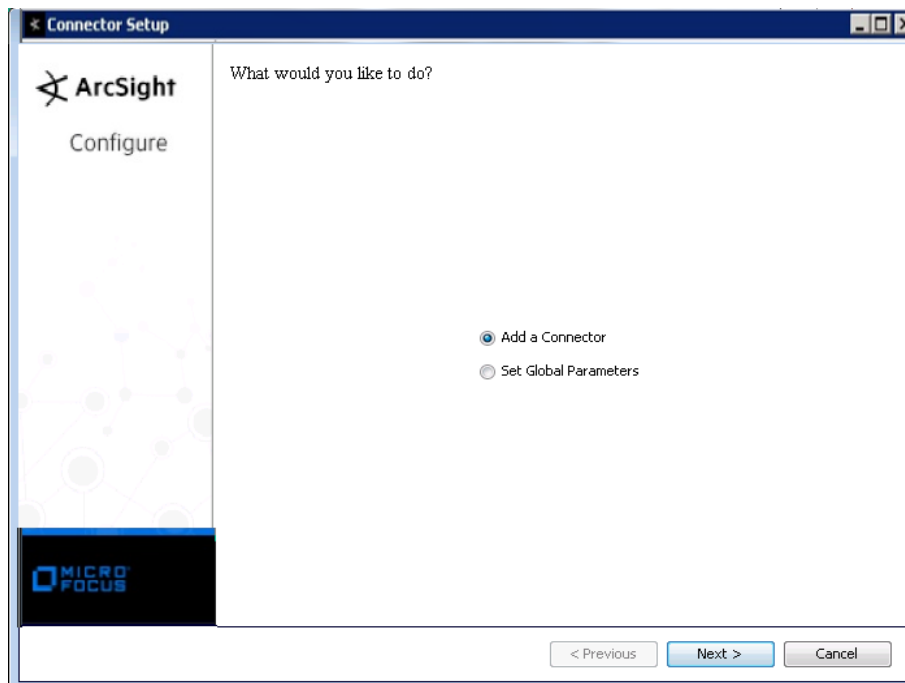 Connector Setup
ArcSight
Configure
What would you like to do?
Add a Connector
Set Global Parameters
MICRO
FOCUS
< Previous
Next >
Cancel